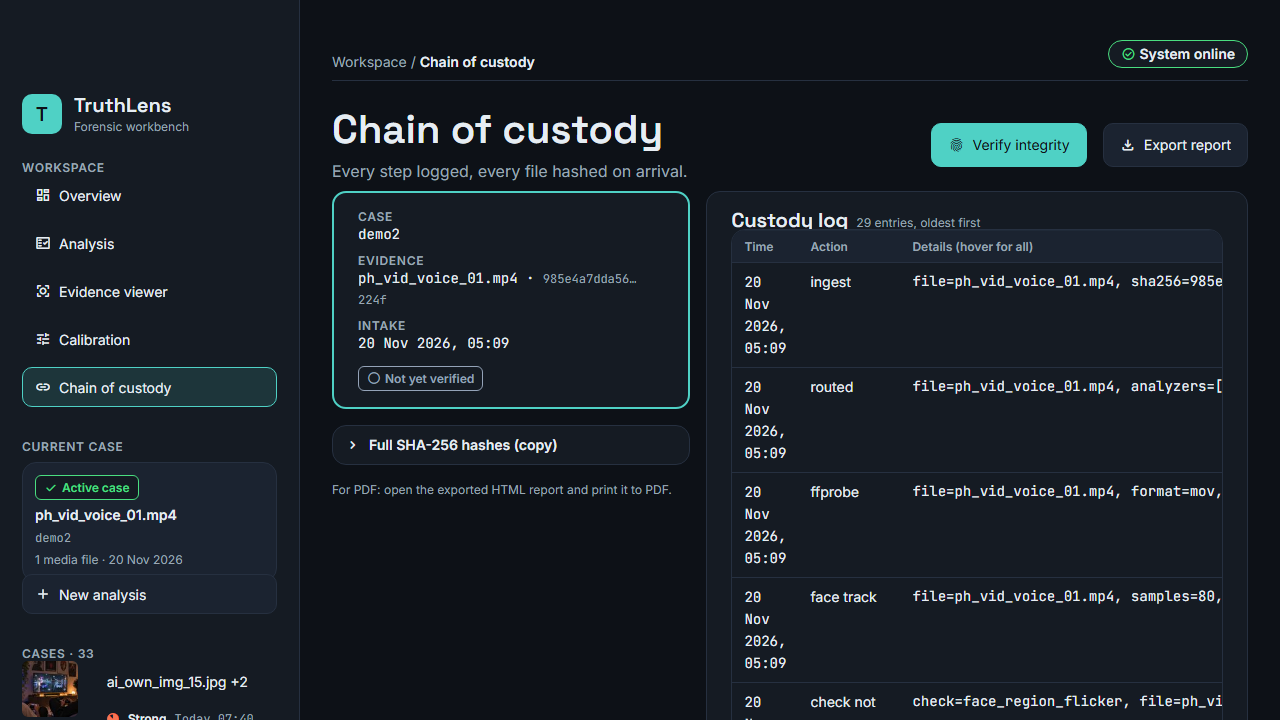 T
TruthLens
Forensic workbench
WORKSPACE
Overview
Analysis
Evidence viewer
Calibration
Chain of custody
CURRENT CASE
Active case
ph_vid_voice_01.mp4
demo2
1 media file · 20 Nov 2026
New analysis
CASES · 33
ai_own_img_15.jpg +2
Strong Today 07:40
Workspace / Chain of custody
System online
Chain of custody
Every step logged, every file hashed on arrival.
Verify integrity
Export report
CASE
demo2
EVIDENCE
ph_vid_voice_01.mp4 · 985e4a7dda56…
224f
INTAKE
20 Nov 2026, 05:09
Not yet verified
Full SHA-256 hashes (copy)
For PDF: open the exported HTML report and print it to PDF.
Custody log 29 entries, oldest first
Time Action Details (hover for all)
20 ingest file=ph_vid_voice_01.mp4, sha256=985e
Nov
2026,
05:09
20 routed file=ph_vid_voice_01.mp4, analyzers=[
Nov
2026,
05:09
20 ffprobe file=ph_vid_voice_01.mp4, format=mov,
Nov
2026,
05:09
20 face track file=ph_vid_voice_01.mp4, samples=80,
Nov
2026,
05:09
20 check not check=face_region_flicker, file=ph_vi